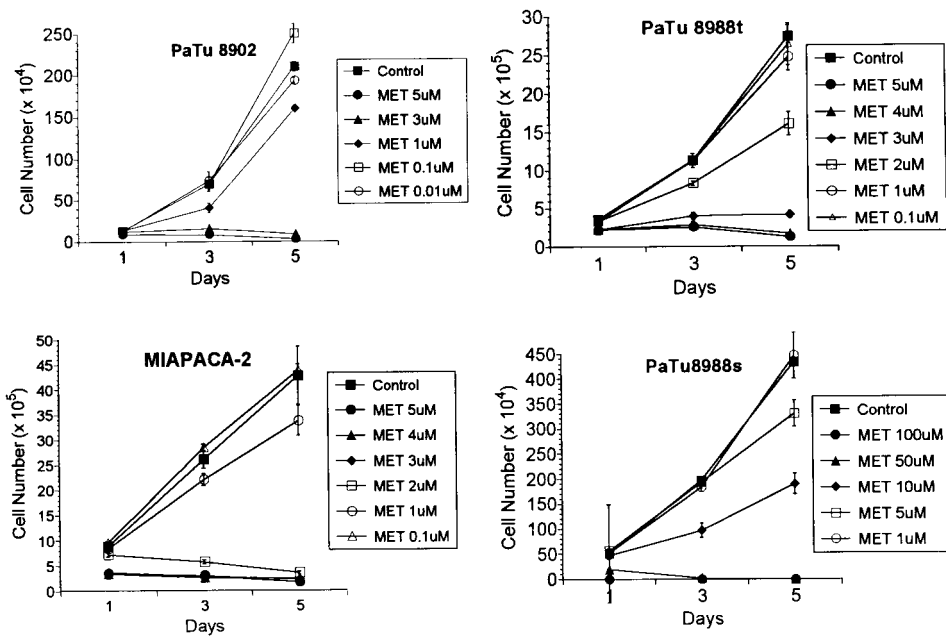 PaTu 8902
Cell Number (x 10⁴)
250
200
150
100
50
0
1
3
5
Days
Control
MET 5uM
MET 3uM
MET 1uM
MET 0.1uM
MET 0.01uM
PaTu 8988t
Cell Number (x 10⁵)
30
25
20
15
10
5
0
1
3
5
Days
Control
MET 5uM
MET 4uM
MET 3uM
MET 2uM
MET 1uM
MET 0.1uM
MIAPACA-2
Cell Number (x 10⁵)
50
45
40
35
30
25
20
15
10
5
0
1
3
5
Days
Control
MET 5uM
MET 4uM
MET 3uM
MET 2uM
MET 1uM
MET 0.1uM
PaTu8988s
Cell Number (x 10⁴)
450
400
350
300
250
200
150
100
50
0
1
3
5
Days
Control
MET 100uM
MET 50uM
MET 10uM
MET 5uM
MET 1uM